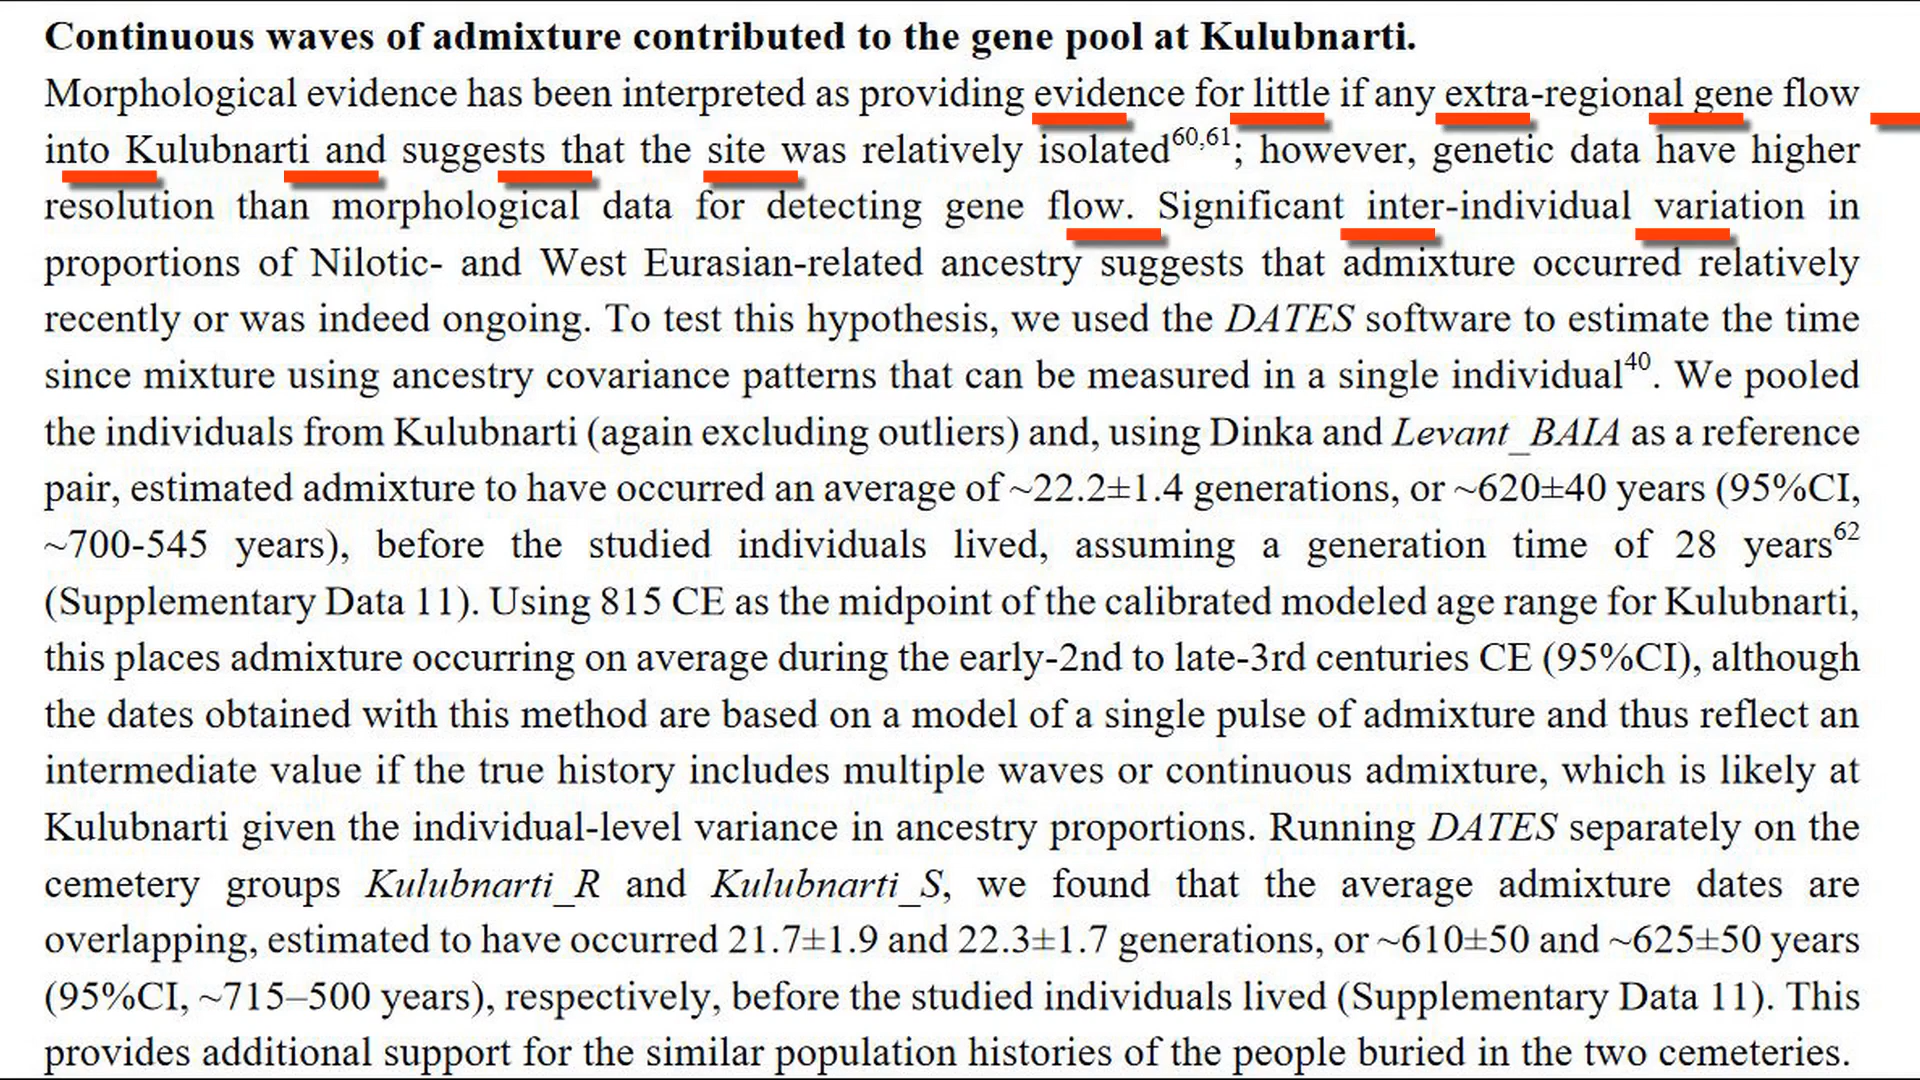 Continuous waves of admixture contributed to the gene pool at Kulubnarti.
Morphological evidence has been interpreted as providing evidence for little if any extra-regional gene flow
into Kulubnarti and suggests that the site was relatively isolated60,61; however, genetic data have higher
resolution than morphological data for detecting gene flow. Significant inter-individual variation in
proportions of Nilotic- and West Eurasian-related ancestry suggests that admixture occurred relatively
recently or was indeed ongoing. To test this hypothesis, we used the DATES software to estimate the time
since mixture using ancestry covariance patterns that can be measured in a single individual40. We pooled
the individuals from Kulubnarti (again excluding outliers) and, using Dinka and Levant_BAIA as a reference
pair, estimated admixture to have occurred an average of ~22.2±1.4 generations, or ~620±40 years (95%CI,
~700-545 years), before the studied individuals lived, assuming a generation time of 28 years62
(Supplementary Data 11). Using 815 CE as the midpoint of the calibrated modeled age range for Kulubnarti,
this places admixture occurring on average during the early-2nd to late-3rd centuries CE (95%CI), although
the dates obtained with this method are based on a model of a single pulse of admixture and thus reflect an
intermediate value if the true history includes multiple waves or continuous admixture, which is likely at
Kulubnarti given the individual-level variance in ancestry proportions. Running DATES separately on the
cemetery groups Kulubnarti_R and Kulubnarti_S, we found that the average admixture dates are
overlapping, estimated to have occurred 21.7±1.9 and 22.3±1.7 generations, or ~610±50 and ~625±50 years
(95%CI, ~715–500 years), respectively, before the studied individuals lived (Supplementary Data 11). This
provides additional support for the similar population histories of the people buried in the two cemeteries.